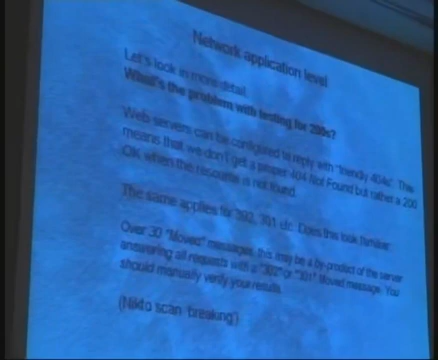 Network application level
Let's look in more detail
What's the problem with testing for 200s?
Web servers can be configured to reply with "friendly 404s". This
means that we don't get a proper 404 Not Found but rather a 200
OK when the resource is not found.
The same applies for 302, 301 etc. Does this look familiar:
Over 30 "Moved" messages, this may be a by-product of the server
answering all requests with a "302" or "301" Moved message. You
should manually verify your results.
(Nikto scan 'breaking')